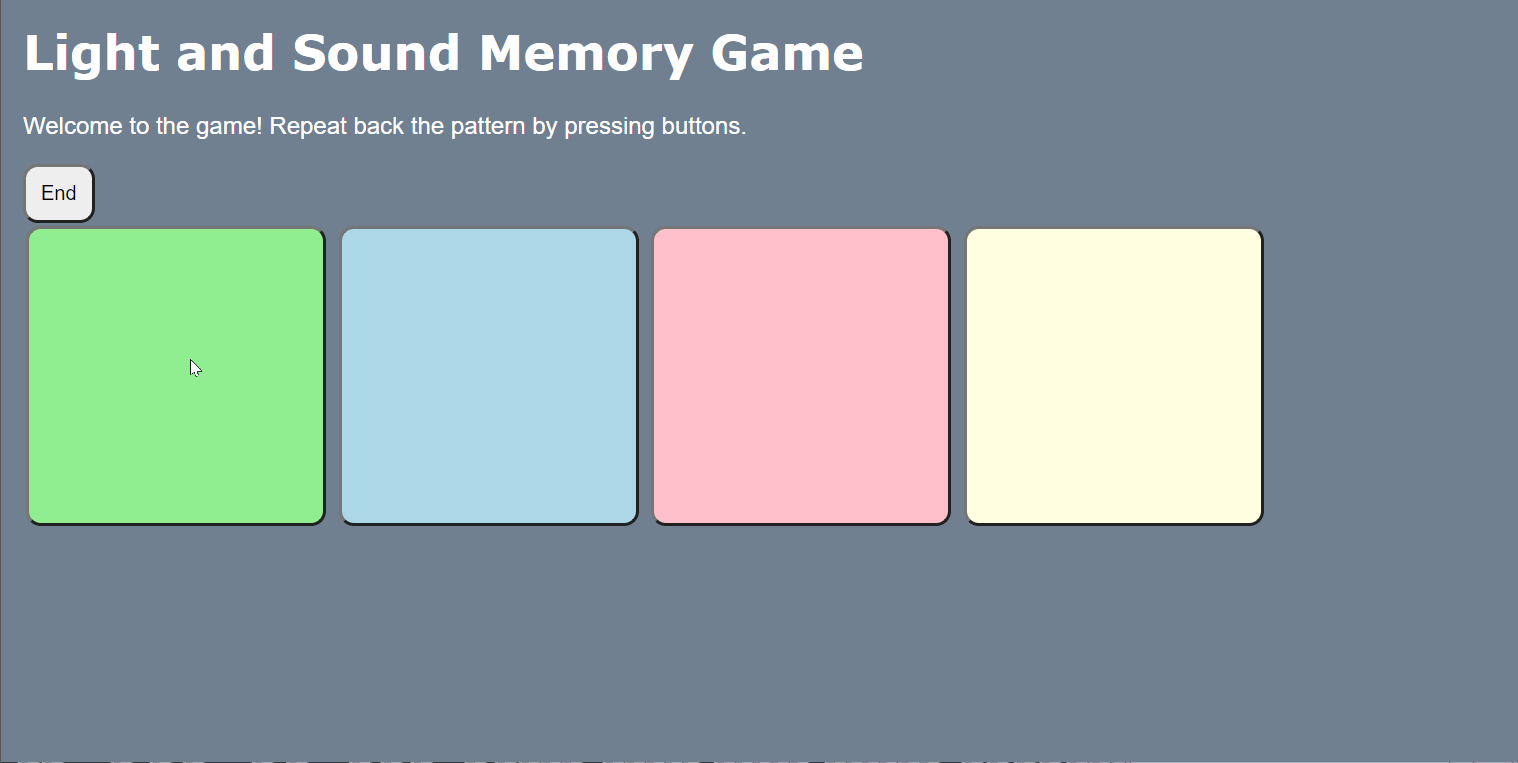 Light and Sound Memory Game
Welcome to the game! Repeat back the pattern by pressing buttons.
End